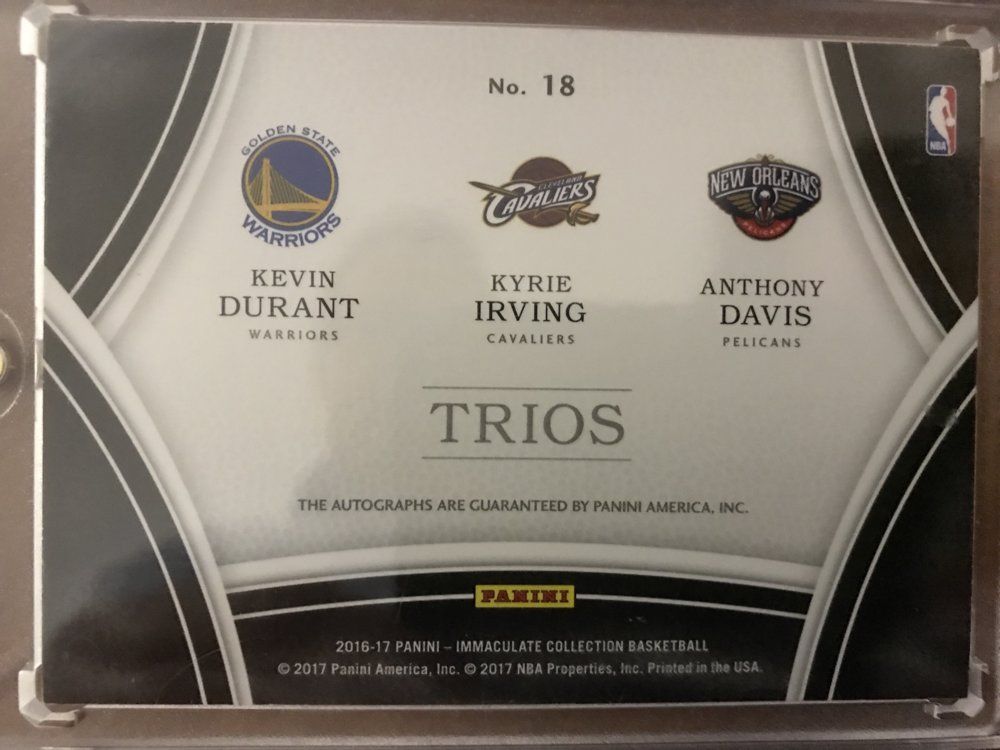 No. 18
NBA
GOLDEN STATE
WARRIORS
CLEVELAND
CAVALIERS
NEW ORLEANS
PELICANS
KEVIN
DURANT
WARRIORS
KYRIE
IRVING
CAVALIERS
ANTHONY
DAVIS
PELICANS
TRIOS
THE AUTOGRAPHS ARE GUARANTEED BY PANINI AMERICA, INC.
PANINI
2016-17 PANINI – IMMACULATE COLLECTION BASKETBALL
© 2017 Panini America, Inc. © 2017 NBA Properties, Inc. Printed in the USA.